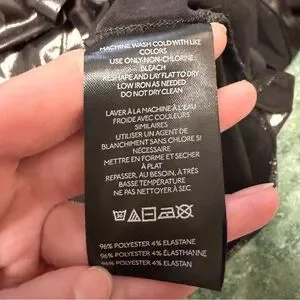 MACHINE WASH COLD WITH LIKE
COLORS
USE ONLY NON-CHLORINE
BLEACH
RESHAPE AND LAY FLAT TO DRY
LOW IRON AS NEEDED
DO NOT DRY CLEAN
LAVER À LA MACHINE À L'EAU
FROIDE AVEC COULEURS
SIMILAIRES
UTILISER UN AGENT DE
BLANCHIMENT SANS CHLORE SI
NÉCESSAIRE
METTRE EN FORME ET SÉCHER
À PLAT
REPASSER, AU BESOIN, À TRÈS
BASSE TEMPÉRATURE
NE PAS NETTOYER À SEC
96% POLYESTER 4% ELASTANE
96% POLYESTER 4% ÉLASTHANNE
96% POLIÉSTER 4% ELASTAN